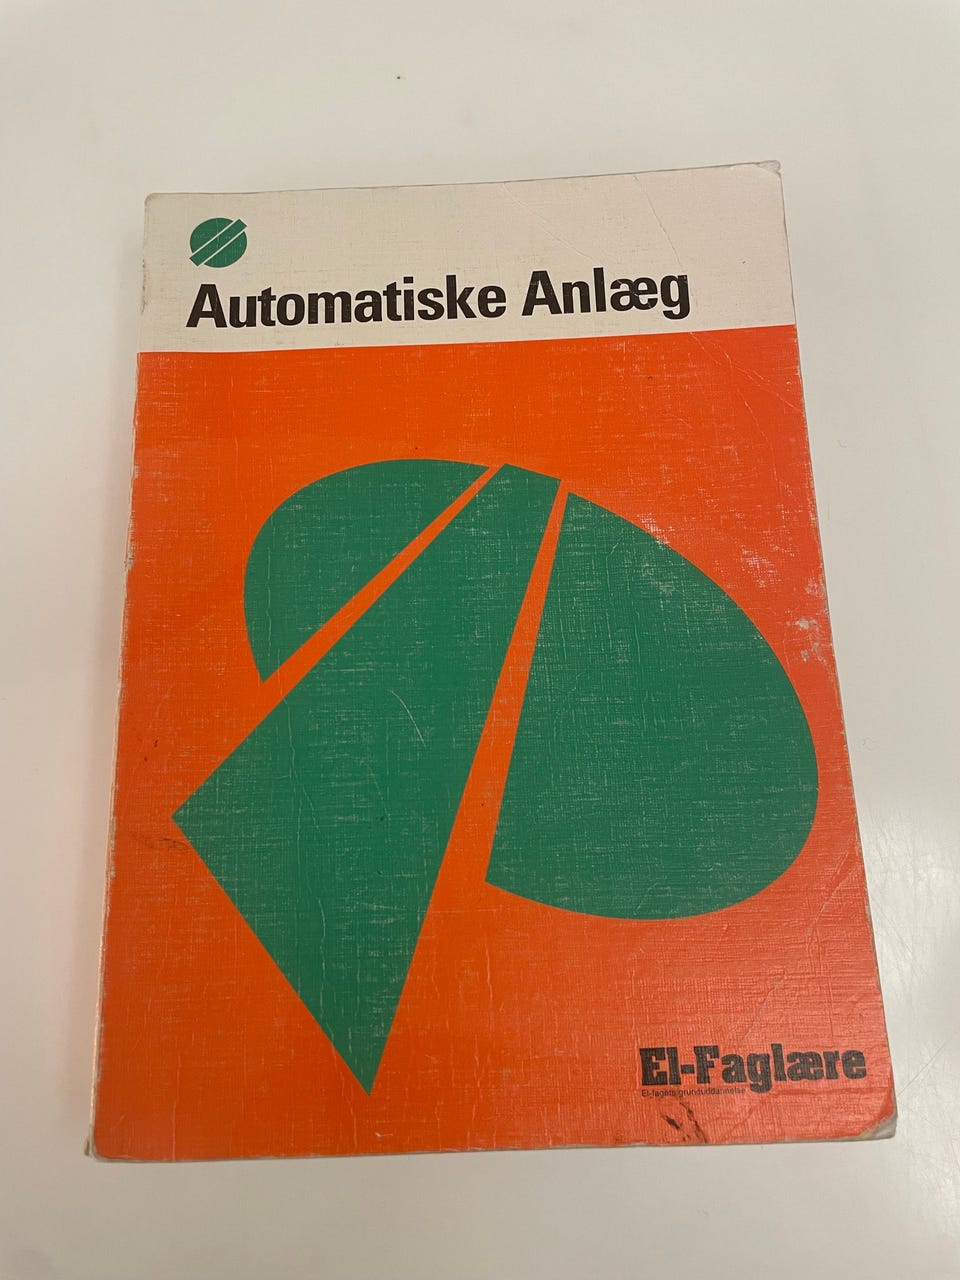 Automatiske Anlæg
El-Faglære
El-fagets grunduddannelse